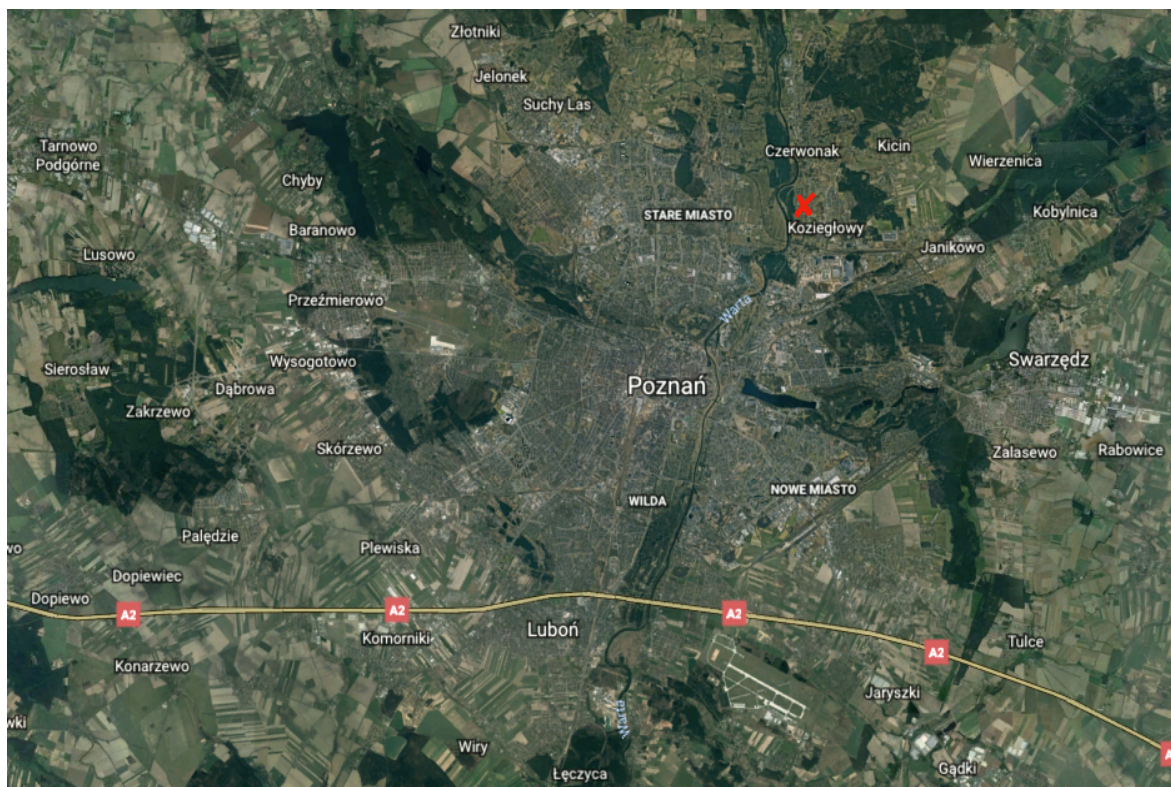 Złotniki
Jelonek
Suchy Las
Tarnowo
Podgórne
Czerwonak
Kicin
Wierzenica
Chyby
STARE MIASTO
Kobylnica
Baranowo
Koziegłowy
Janikowo
Lusowo
Przeźmierowo
Warta
Wysogotowo
Swarzędz
Sierosław
Dąbrowa
Poznań
Zakrzewo
Skórzewo
Zalasewo
Rabowice
NOWE MIASTO
WILDA
Palędzie
Plewiska
wo
Dopiewiec
Dopiewo
A2
A2
A2
Luboń
Komorniki
Tulce
A2
Konarzewo
Jaryszki
Warta
wki
Wiry
A
Gądki
Łęczyca